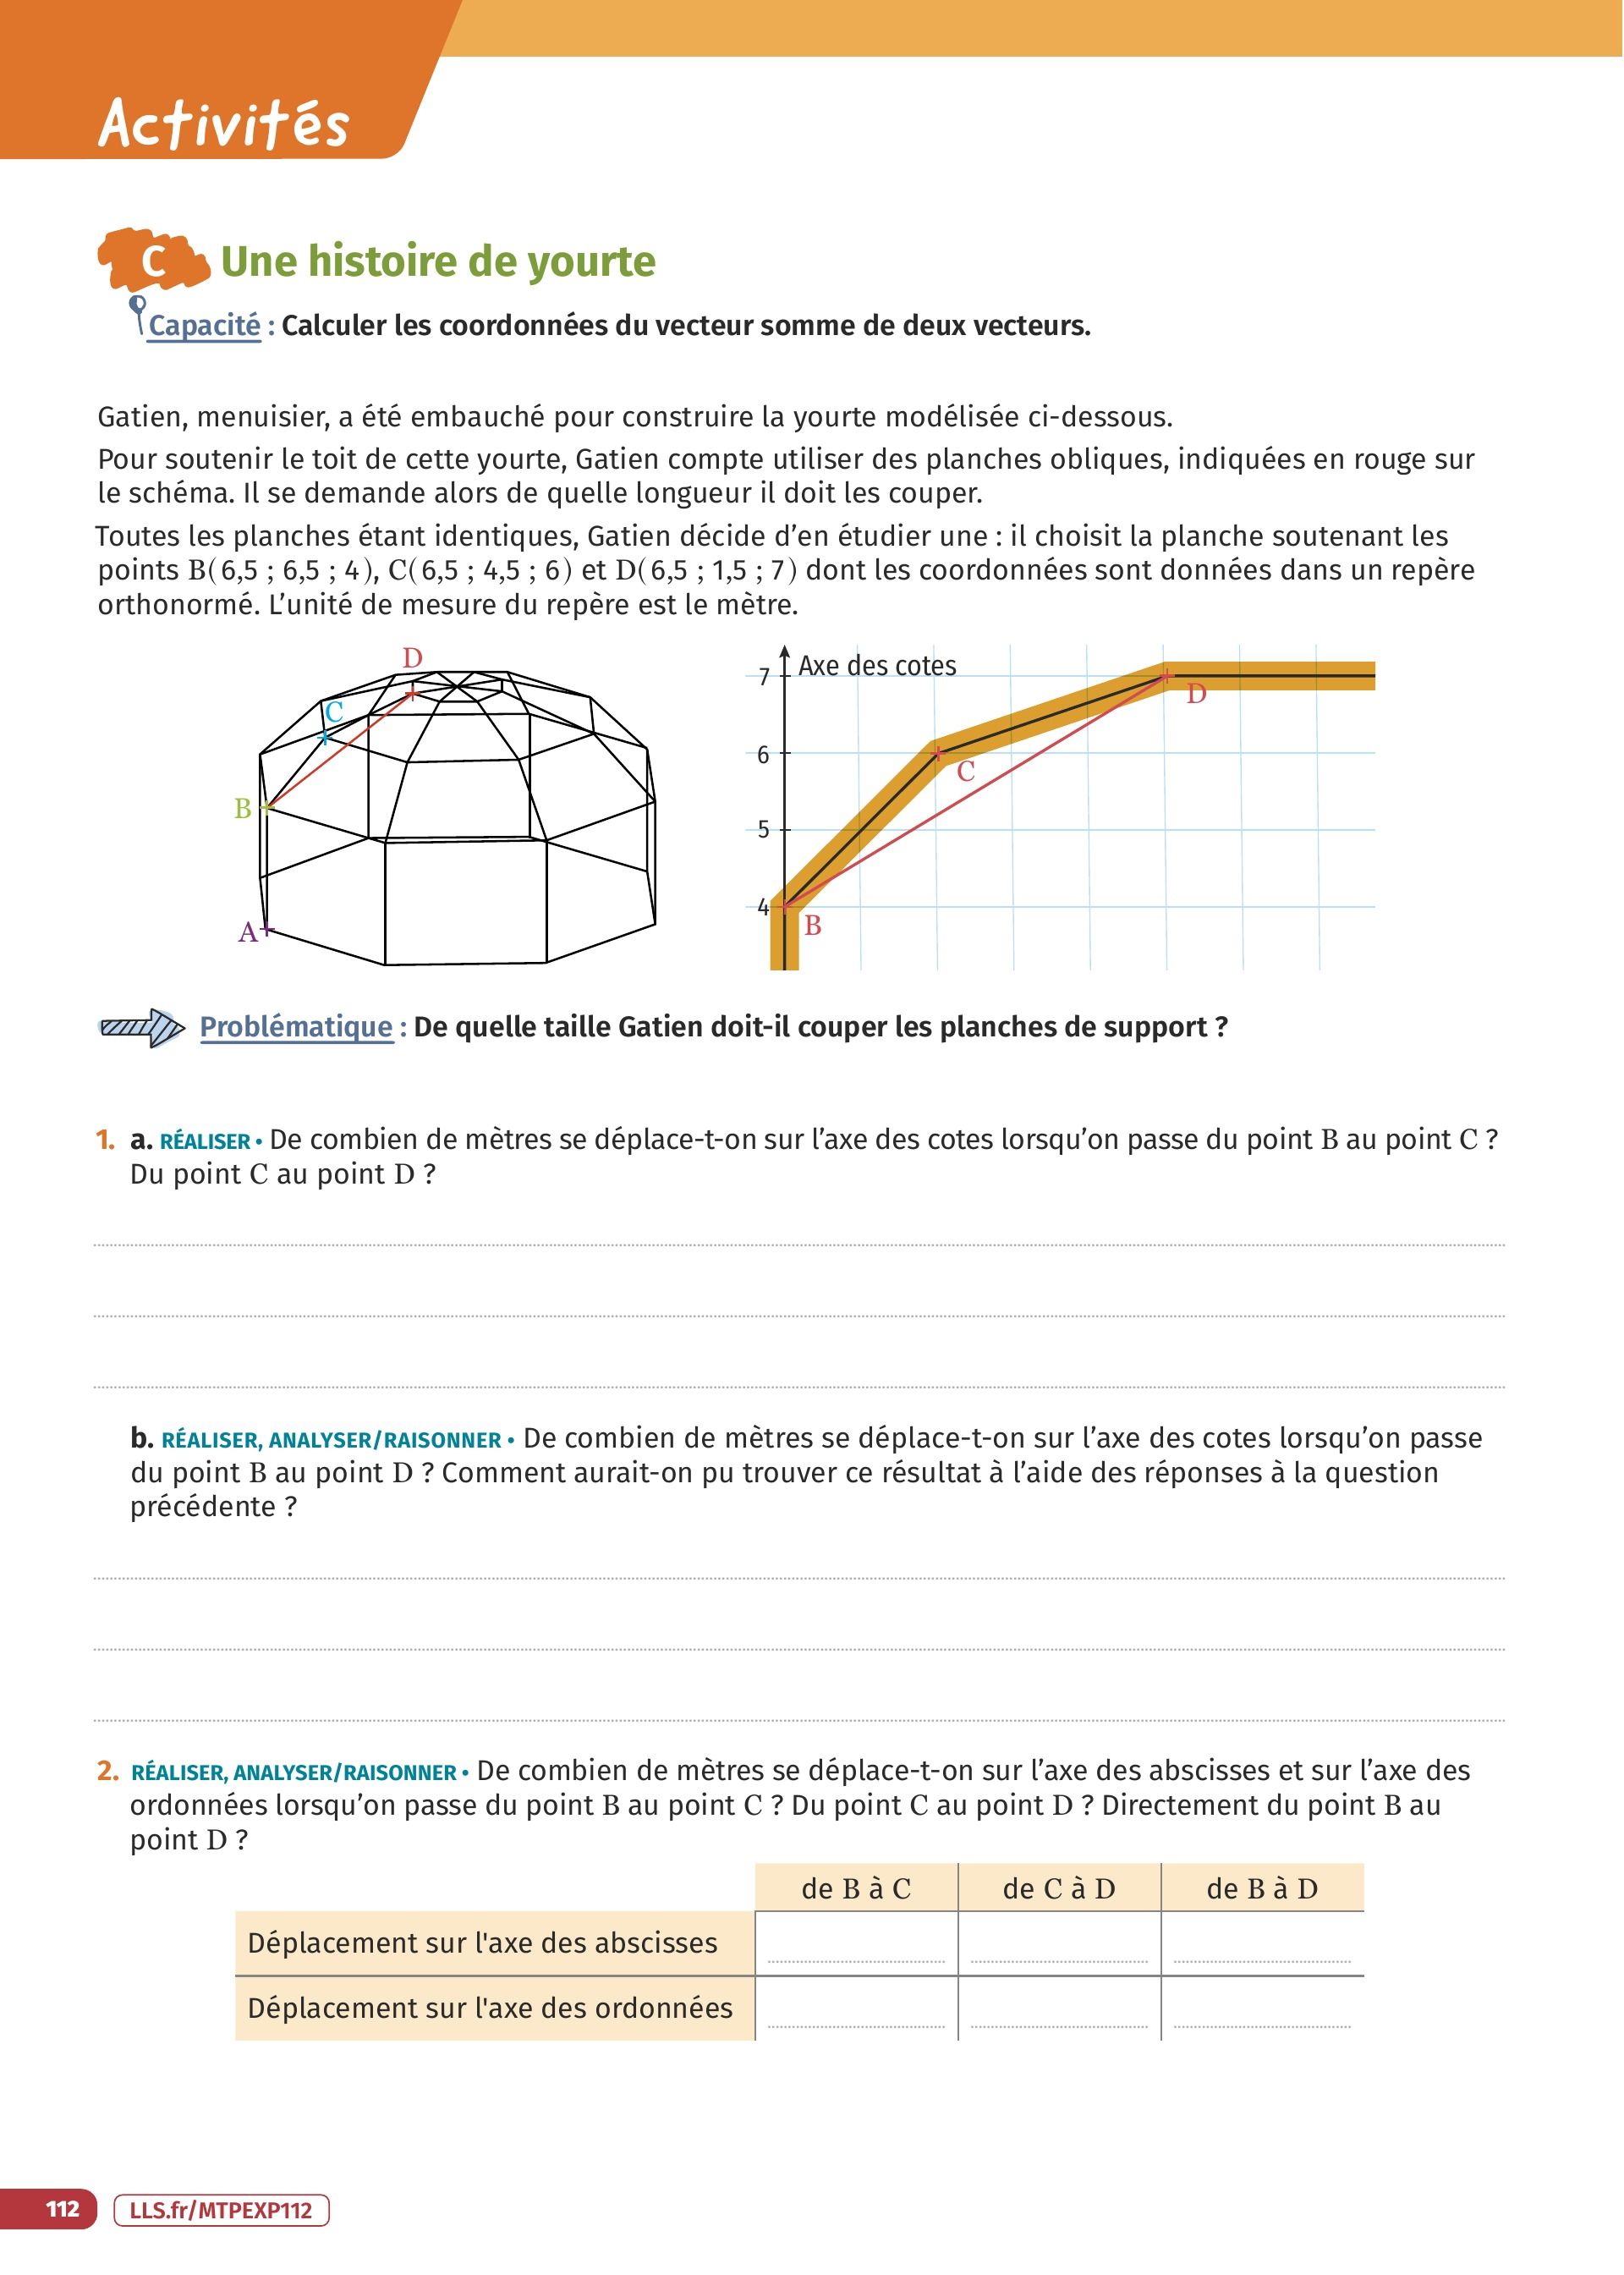 Activités
C Une histoire de yourte
Capacité : Calculer les coordonnées du vecteur somme de deux vecteurs.
Gatien, menuisier, a été embauché pour construire la yourte modélisée ci-dessous.
Pour soutenir le toit de cette yourte, Gatien compte utiliser des planches obliques, indiquées en rouge sur
le schéma. Il se demande alors de quelle longueur il doit les couper.
Toutes les planches étant identiques, Gatien décide d’en étudier une : il choisit la planche soutenant les
points B(6,5 ; 6,5 ; 4), C(6,5 ; 4,5 ; 6) et D(6,5 ; 1,5 ; 7) dont les coordonnées sont données dans un repère
orthonormé. L’unité de mesure du repère est le mètre.
D
C
B
A
Axe des cotes
7
D
6
C
5
4
B
Problématique : De quelle taille Gatien doit-il couper les planches de support ?
1. a. RÉALISER • De combien de mètres se déplace-t-on sur l’axe des cotes lorsqu’on passe du point B au point C ?
Du point C au point D ?
b. RÉALISER, ANALYSER/RAISONNER • De combien de mètres se déplace-t-on sur l’axe des cotes lorsqu’on passe
du point B au point D ? Comment aurait-on pu trouver ce résultat à l’aide des réponses à la question
précédente ?
2. RÉALISER, ANALYSER/RAISONNER • De combien de mètres se déplace-t-on sur l’axe des abscisses et sur l’axe des
ordonnées lorsqu’on passe du point B au point C ? Du point C au point D ? Directement du point B au
point D ?
de B à C de C à D de B à D
Déplacement sur l'axe des abscisses
Déplacement sur l'axe des ordonnées
112 LLS.fr/MTPEXP112